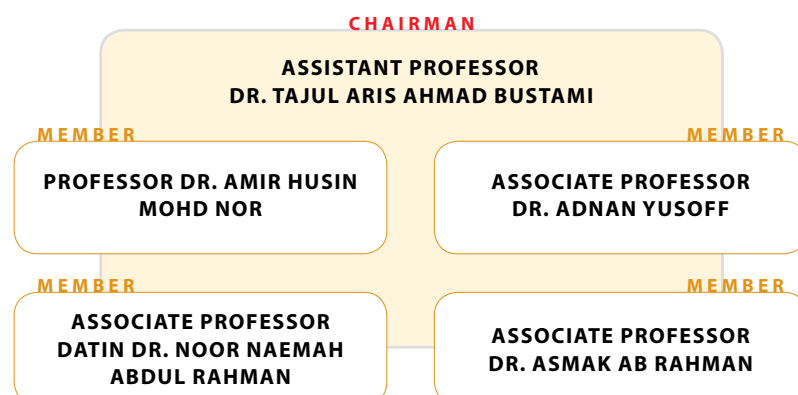 CHAIRMAN
ASSISTANT PROFESSOR
DR. TAJUL ARIS AHMAD BUSTAMI
MEMBER
PROFESSOR DR. AMIR HUSIN
MOHD NOR
MEMBER
ASSOCIATE PROFESSOR
DR. ADNAN YUSOFF
MEMBER
ASSOCIATE PROFESSOR
DATIN DR. NOOR NAEMAH
ABDUL RAHMAN
MEMBER
ASSOCIATE PROFESSOR
DR. ASMAK AB RAHMAN